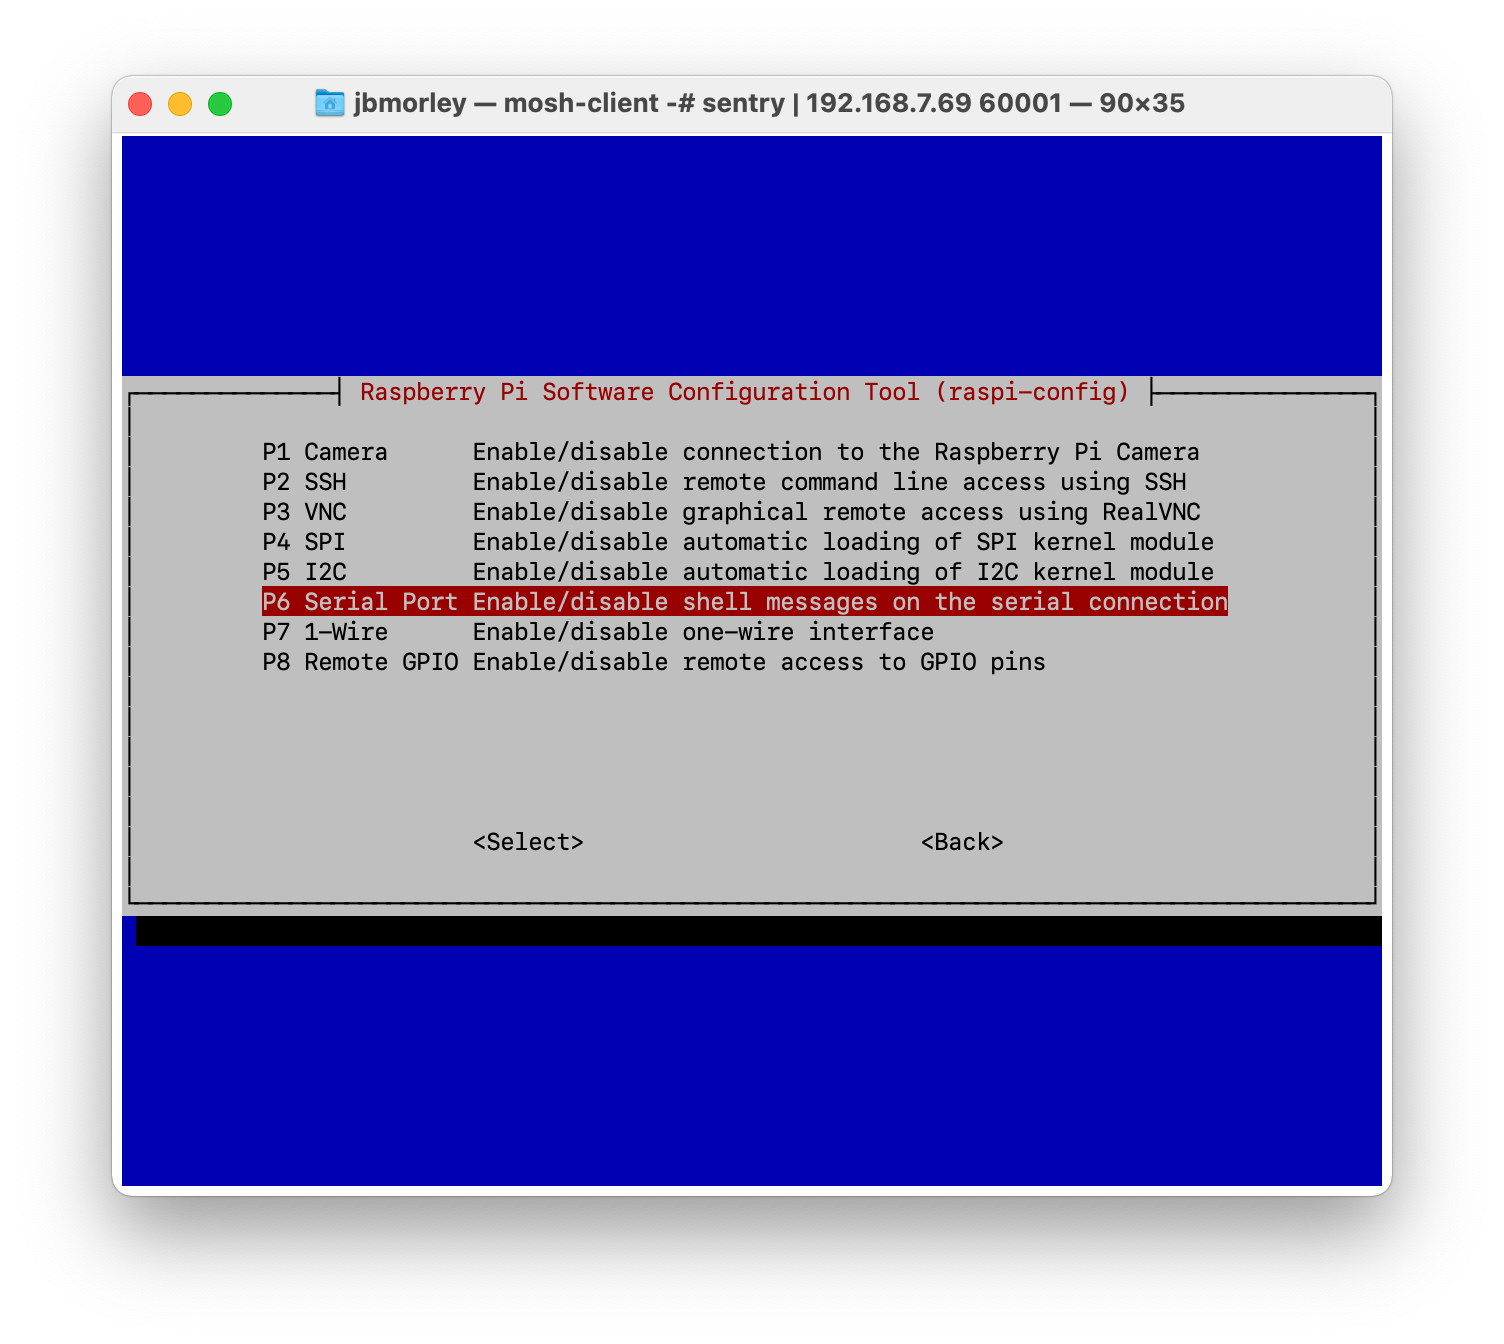 jbmorley — mosh-client -# sentry | 192.168.7.69 60001 — 90×35
Raspberry Pi Software Configuration Tool (raspi-config)
P1 Camera Enable/disable connection to the Raspberry Pi Camera
P2 SSH Enable/disable remote command line access using SSH
P3 VNC Enable/disable graphical remote access using RealVNC
P4 SPI Enable/disable automatic loading of SPI kernel module
P5 I2C Enable/disable automatic loading of I2C kernel module
P6 Serial Port Enable/disable shell messages on the serial connection
P7 1-Wire Enable/disable one-wire interface
P8 Remote GPIO Enable/disable remote access to GPIO pins
<Select> <Back>